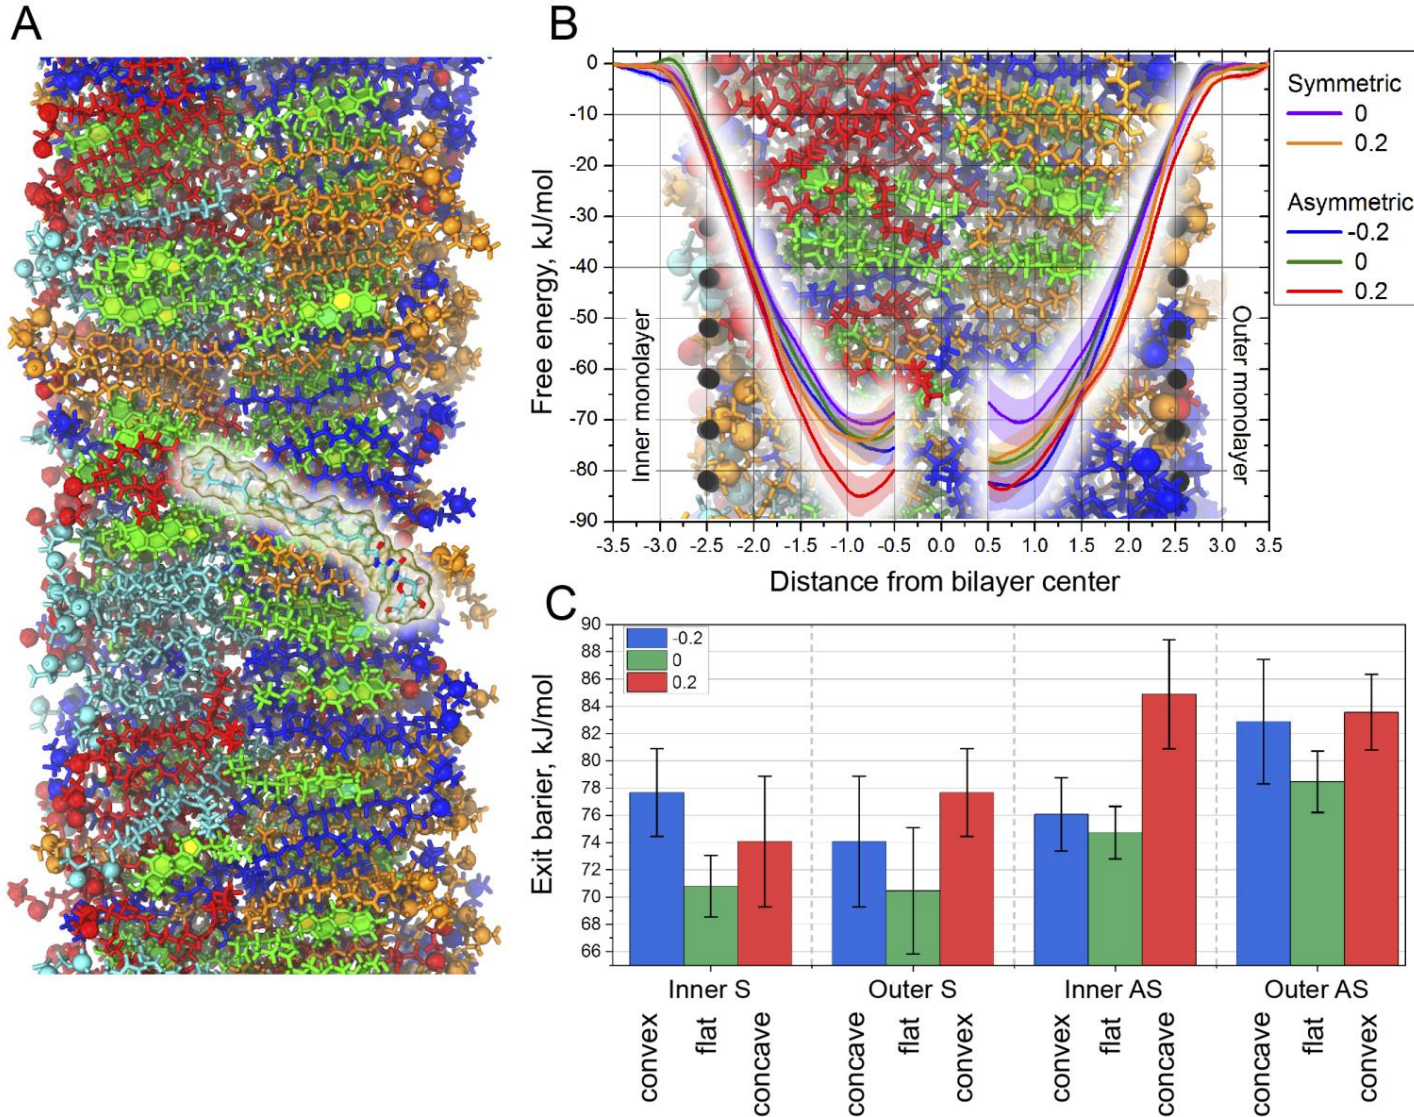 A
B
0
-10
-20
-30
-40
-50
-60
-70
-80
-90
Free energy, kJ/mol
Inner monolayer
Outer monolayer
-3.5 -3.0 -2.5 -2.0 -1.5 -1.0 -0.5 0.0 0.5 1.0 1.5 2.0 2.5 3.0 3.5
Distance from bilayer center
Symmetric
0
0.2
Asymmetric
-0.2
0
0.2
C
90
88
86
84
82
80
78
76
74
72
70
68
66
Exit barier, kJ/mol
-0.2
0
0.2
Inner S Outer S Inner AS Outer AS
convex flat concave concave flat convex convex flat concave concave flat convex